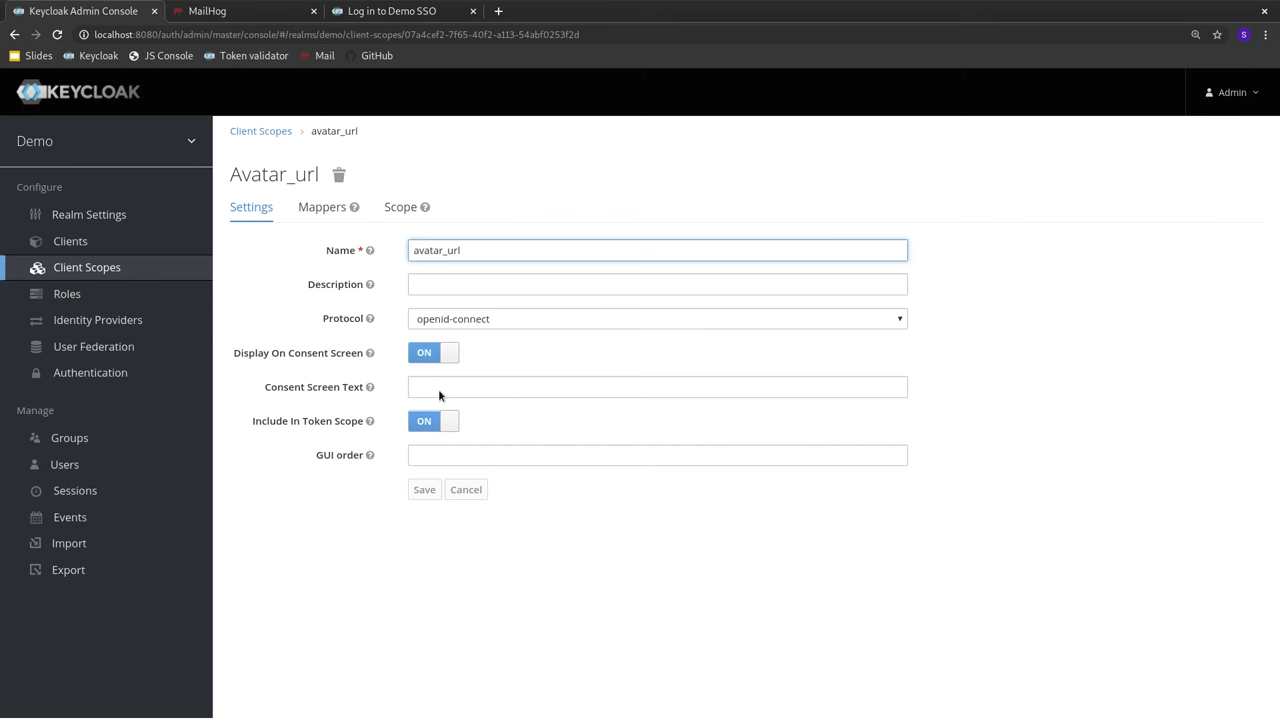 Keycloak Admin Console
MailHog
Log in to Demo SSO
localhost:8080/auth/admin/master/console/#/realms/demo/client-scopes/07a4cef2-7f65-40f2-a113-54abf0253f2d
S
Slides
Keycloak
JS Console
Token validator
Mail
GitHub
KEYCLOAK
Admin
Demo
Configure
Realm Settings
Clients
Client Scopes
Roles
Identity Providers
User Federation
Authentication
Manage
Groups
Users
Sessions
Events
Import
Export
Client Scopes › avatar_url
Avatar_url
Settings
Mappers
Scope
Name * avatar_url
Description
Protocol openid-connect
Display On Consent Screen ON
Consent Screen Text
Include In Token Scope ON
GUI order
Save Cancel